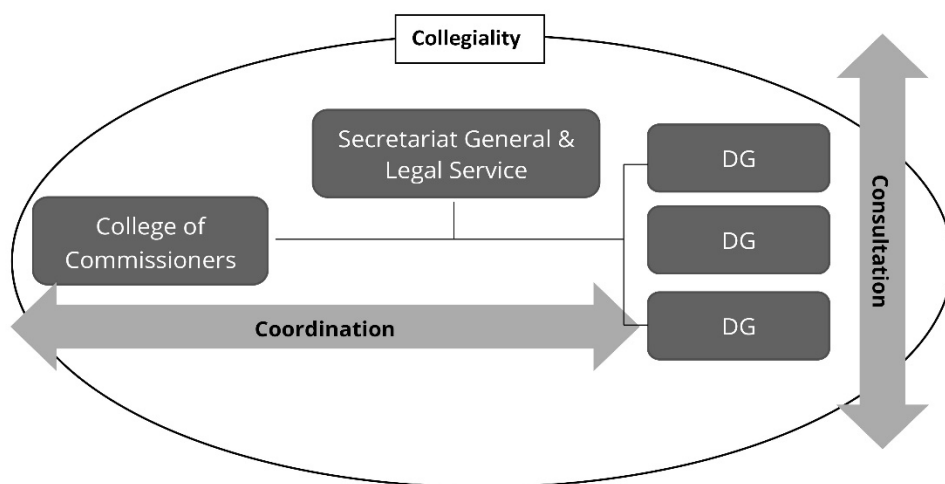 Collegiality
Secretariat General &
Legal Service
College of
Commissioners
DG
DG
DG
Coordination
Consultation